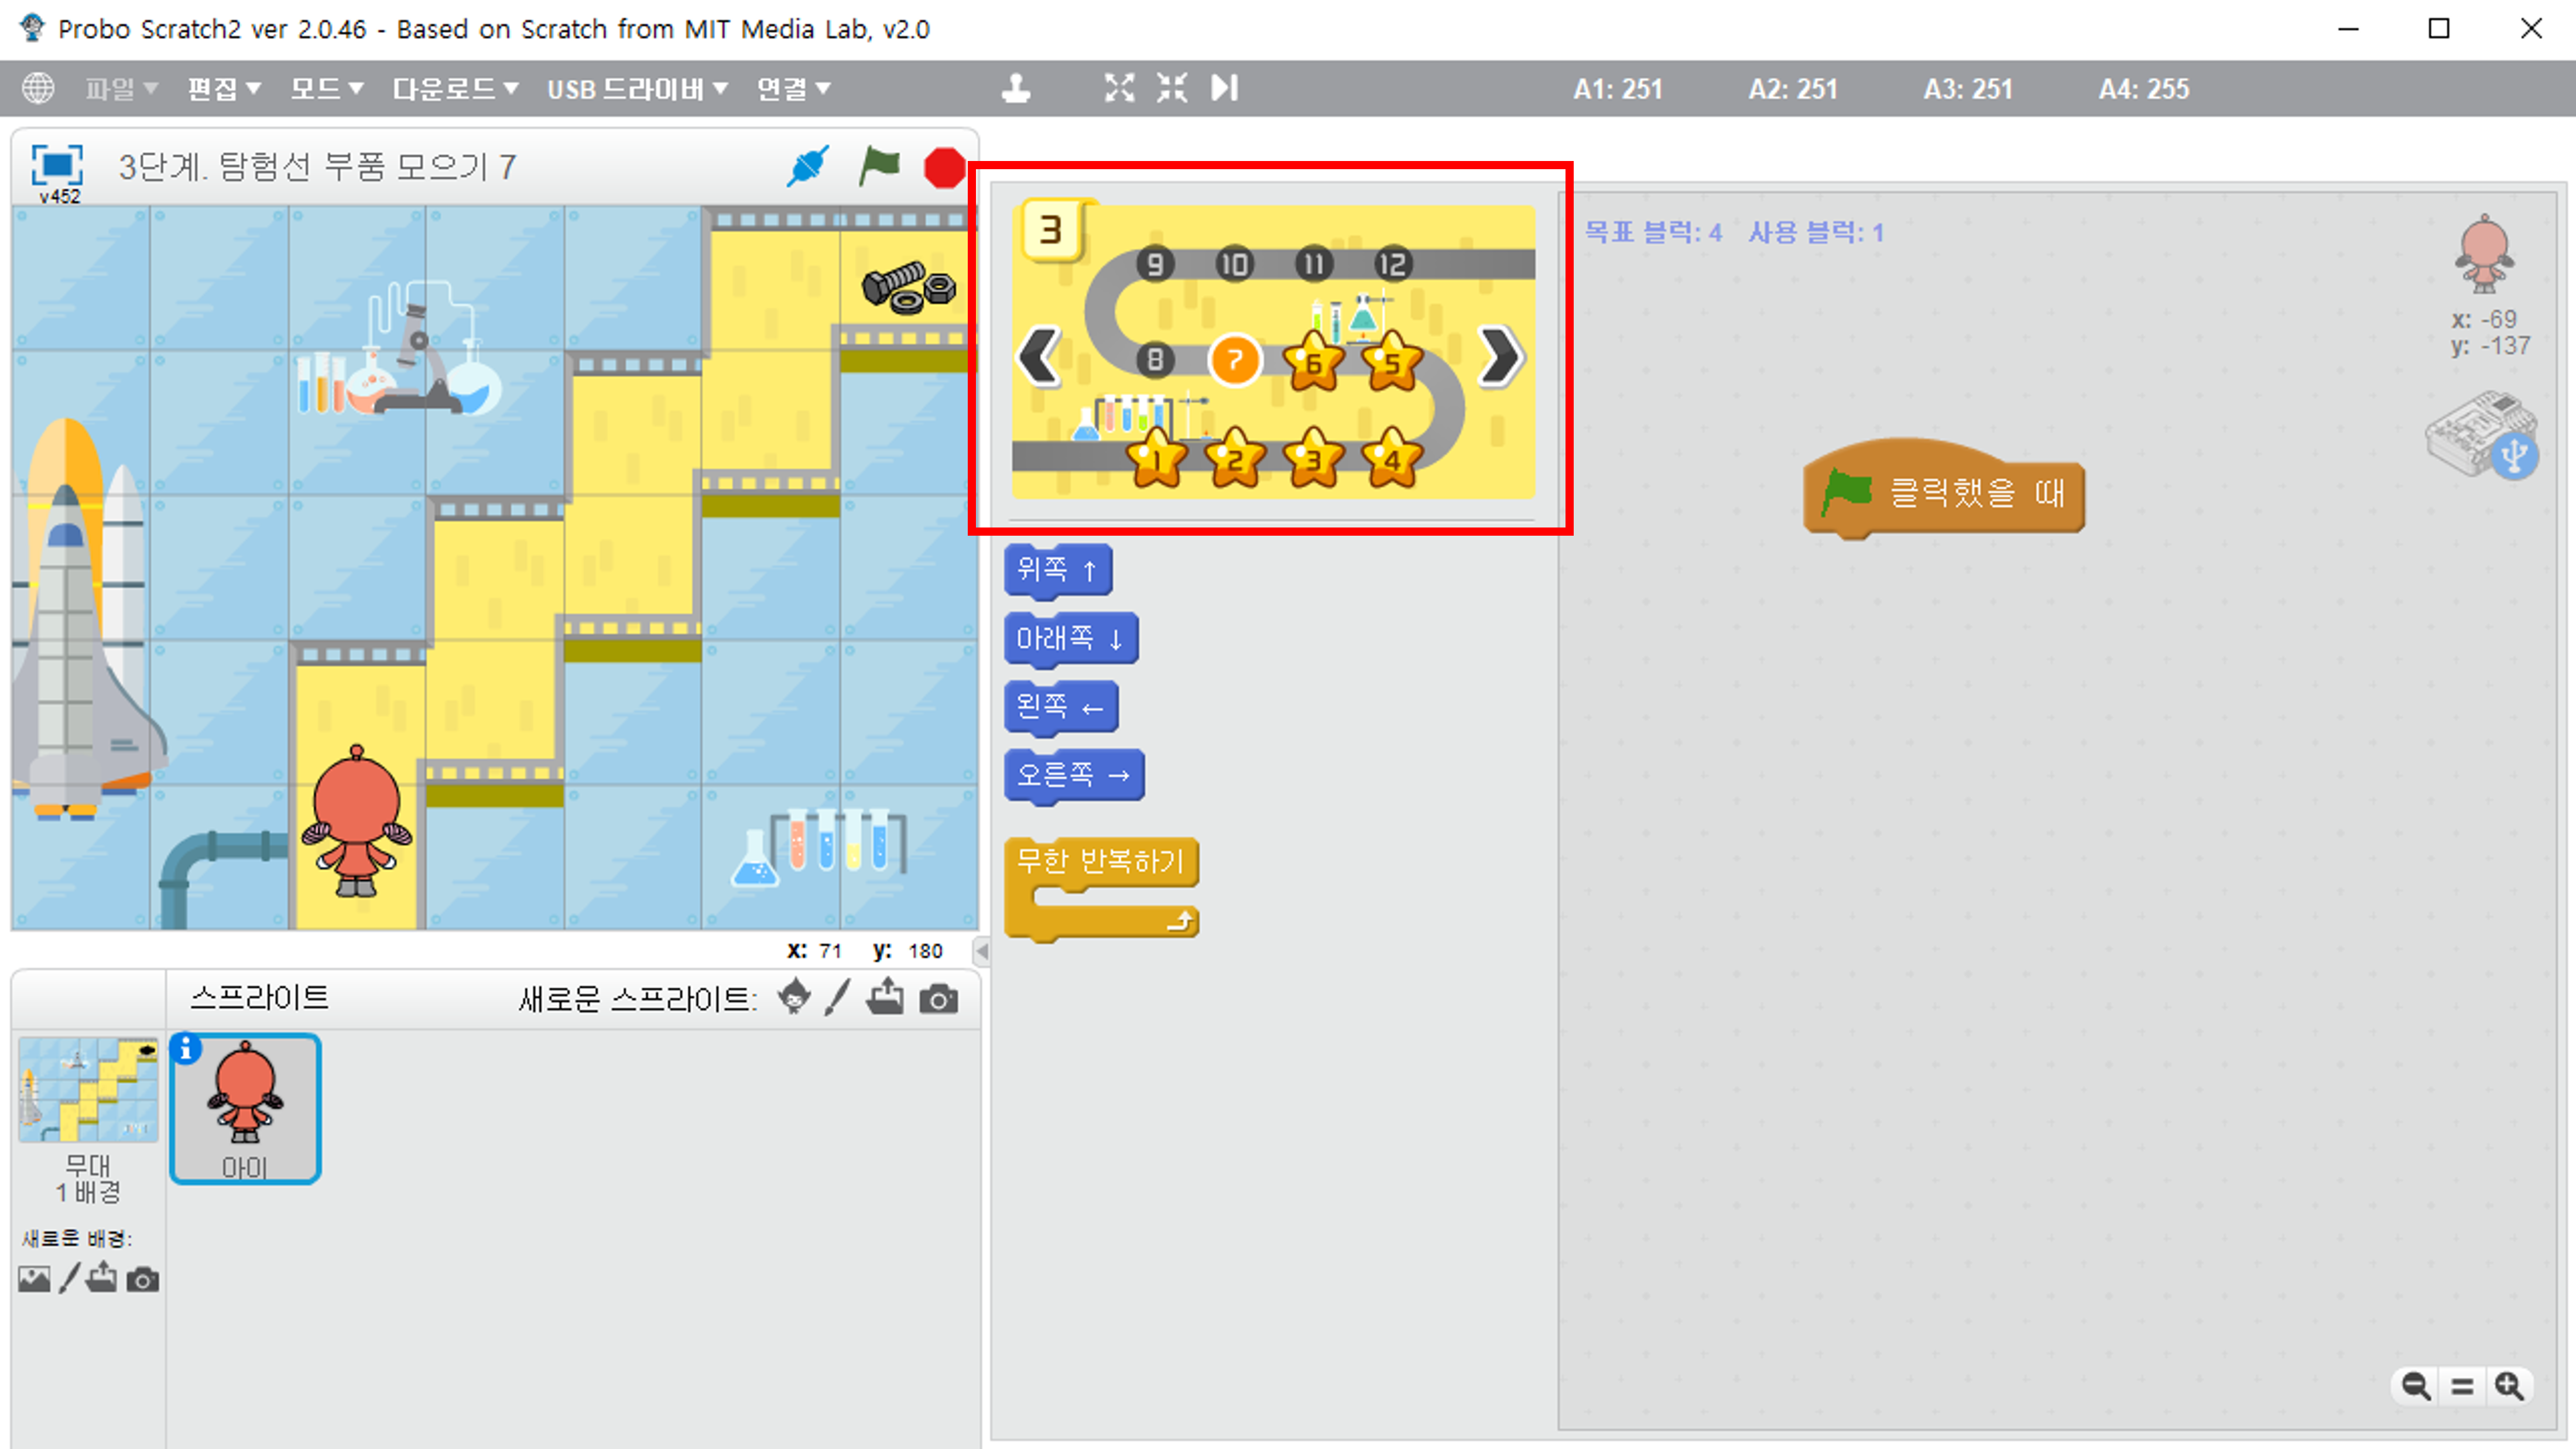 Probo Scratch2 ver 2.0.46 - Based on Scratch from MIT Media Lab, v2.0
파일 편집 모드 다운로드 USB 드라이버 연결 A1: 251 A2: 251 A3: 251 A4: 255
v452 3단계. 탐험선 부품 모으기 7
3
9 10 11 12
8 7 6 5
1 2 3 4
목표 블럭: 4 사용 블럭: 1
x: -69
y: -137
클릭했을 때
위쪽 ↑
아래쪽 ↓
왼쪽 ←
오른쪽 →
무한 반복하기
x: 71 y: 180
스프라이트 새로운 스프라이트:
아이
무대
1 배경
새로운 배경: